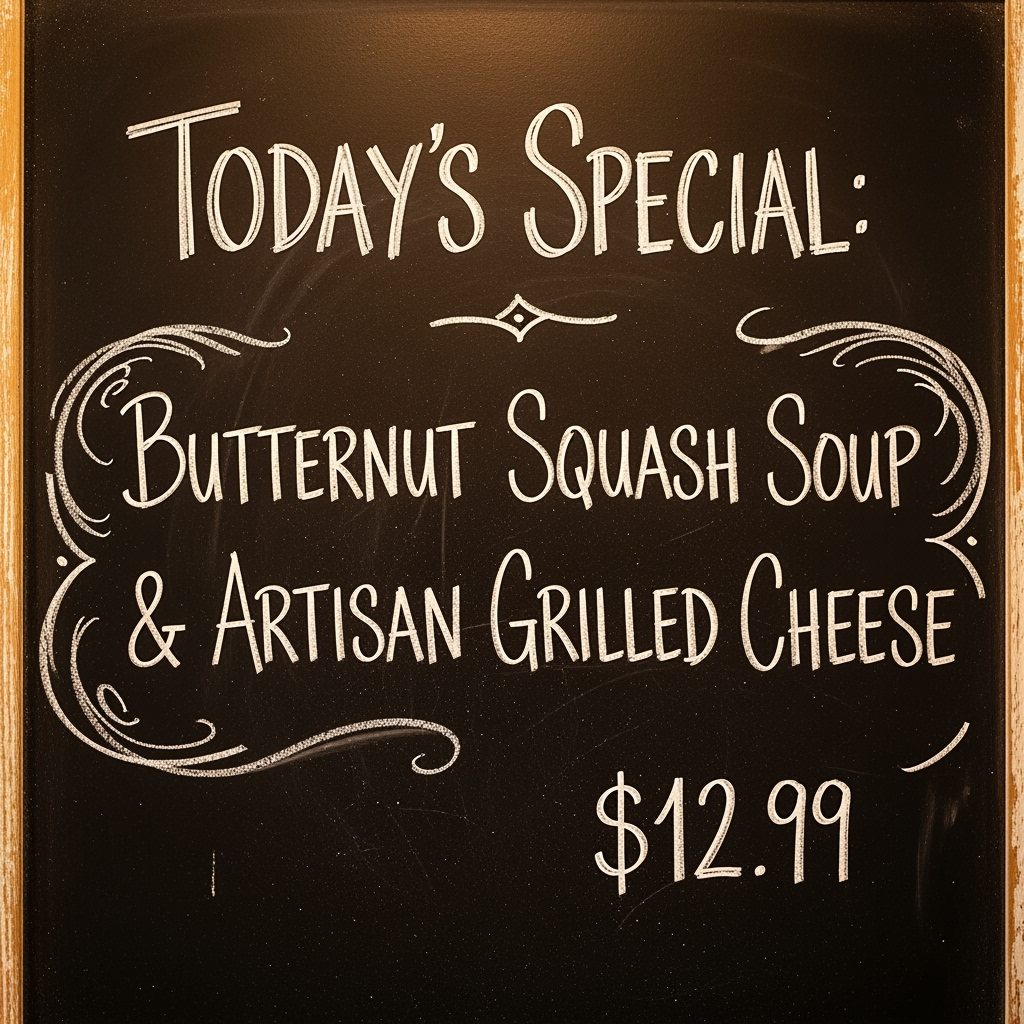 TODAY'S SPECIAL:
BUTTERNUT SQUASH SOUP
& ARTISAN GRILLED CHEESE
$12.99